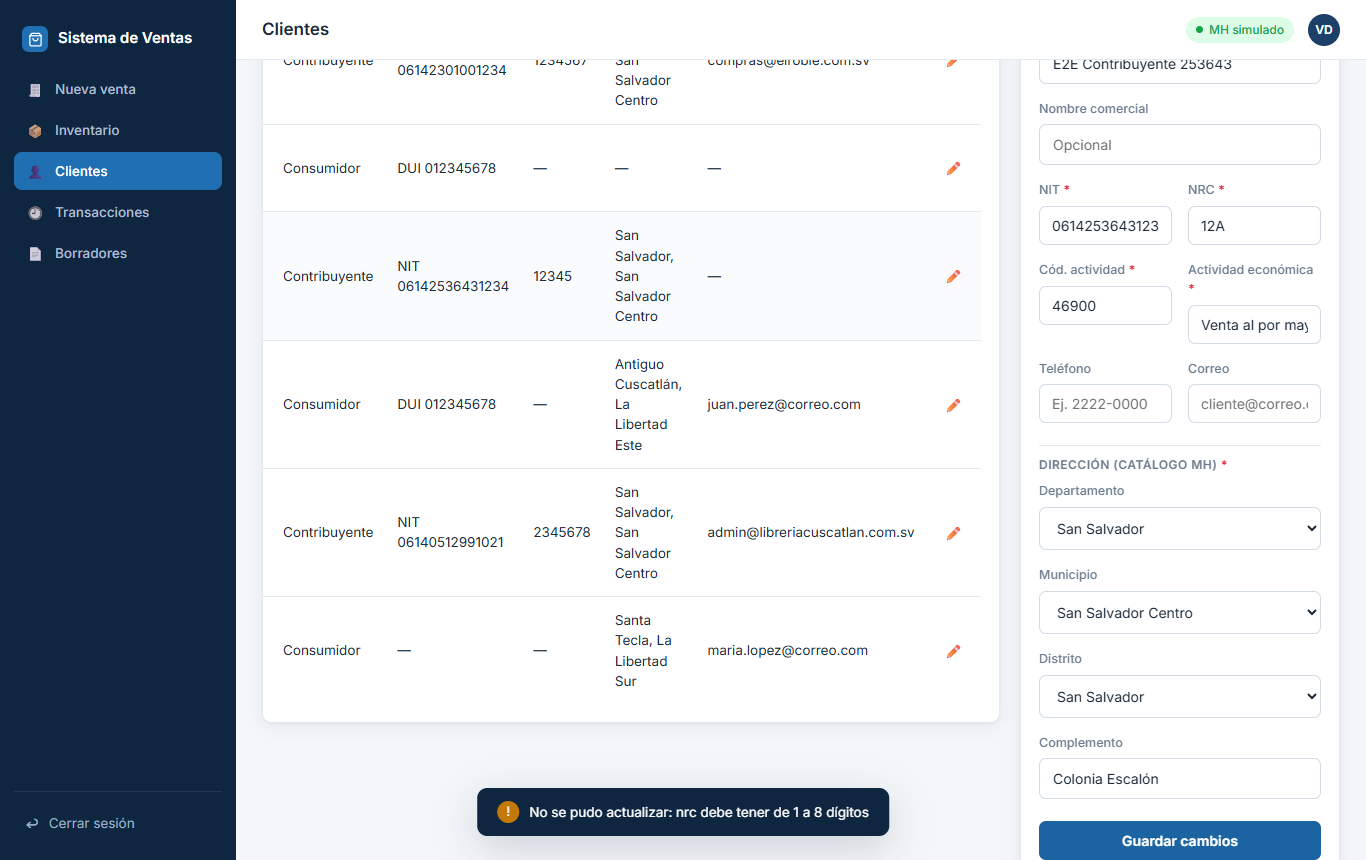 Sistema de Ventas
Nueva venta
Inventario
Clientes
Transacciones
Borradores
Cerrar sesión
Clientes
MH simulado
VD
Contribuyente
06142301001234
1234567
San
Salvador
Centro
compras@elroble.com.sv
Consumidor
DUI 012345678
—
—
—
Contribuyente
NIT
06142536431234
12345
San
Salvador,
San
Salvador
Centro
—
Consumidor
DUI 012345678
—
Antiguo
Cuscatlán,
La
Libertad
Este
juan.perez@correo.com
Contribuyente
NIT
06140512991021
2345678
San
Salvador,
San
Salvador
Centro
admin@libreriacuscatlan.com.sv
Consumidor
—
—
Santa
Tecla, La
Libertad
Sur
maria.lopez@correo.com
E2E Contribuyente 253643
Nombre comercial
Opcional
NIT *
NRC *
0614253643123
12A
Cód. actividad *
Actividad económica
*
46900
Venta al por may
Teléfono
Correo
Ej. 2222-0000
cliente@correo.
DIRECCIÓN (CATÁLOGO MH) *
Departamento
San Salvador
Municipio
San Salvador Centro
Distrito
San Salvador
Complemento
Colonia Escalón
Guardar cambios
! No se pudo actualizar: nrc debe tener de 1 a 8 dígitos